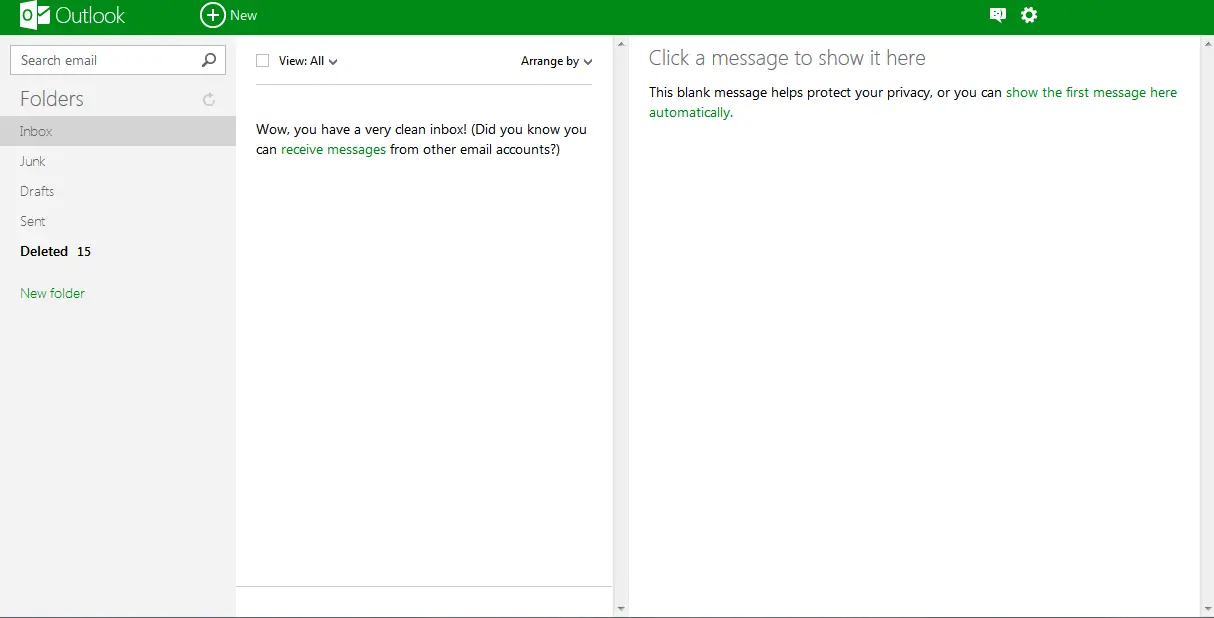 Outlook
New
Search email
Folders
Inbox
Junk
Drafts
Sent
Deleted 15
New folder
View: All
Arrange by
Wow, you have a very clean inbox! (Did you know you
can receive messages from other email accounts?)
Click a message to show it here
This blank message helps protect your privacy, or you can show the first message here
automatically.